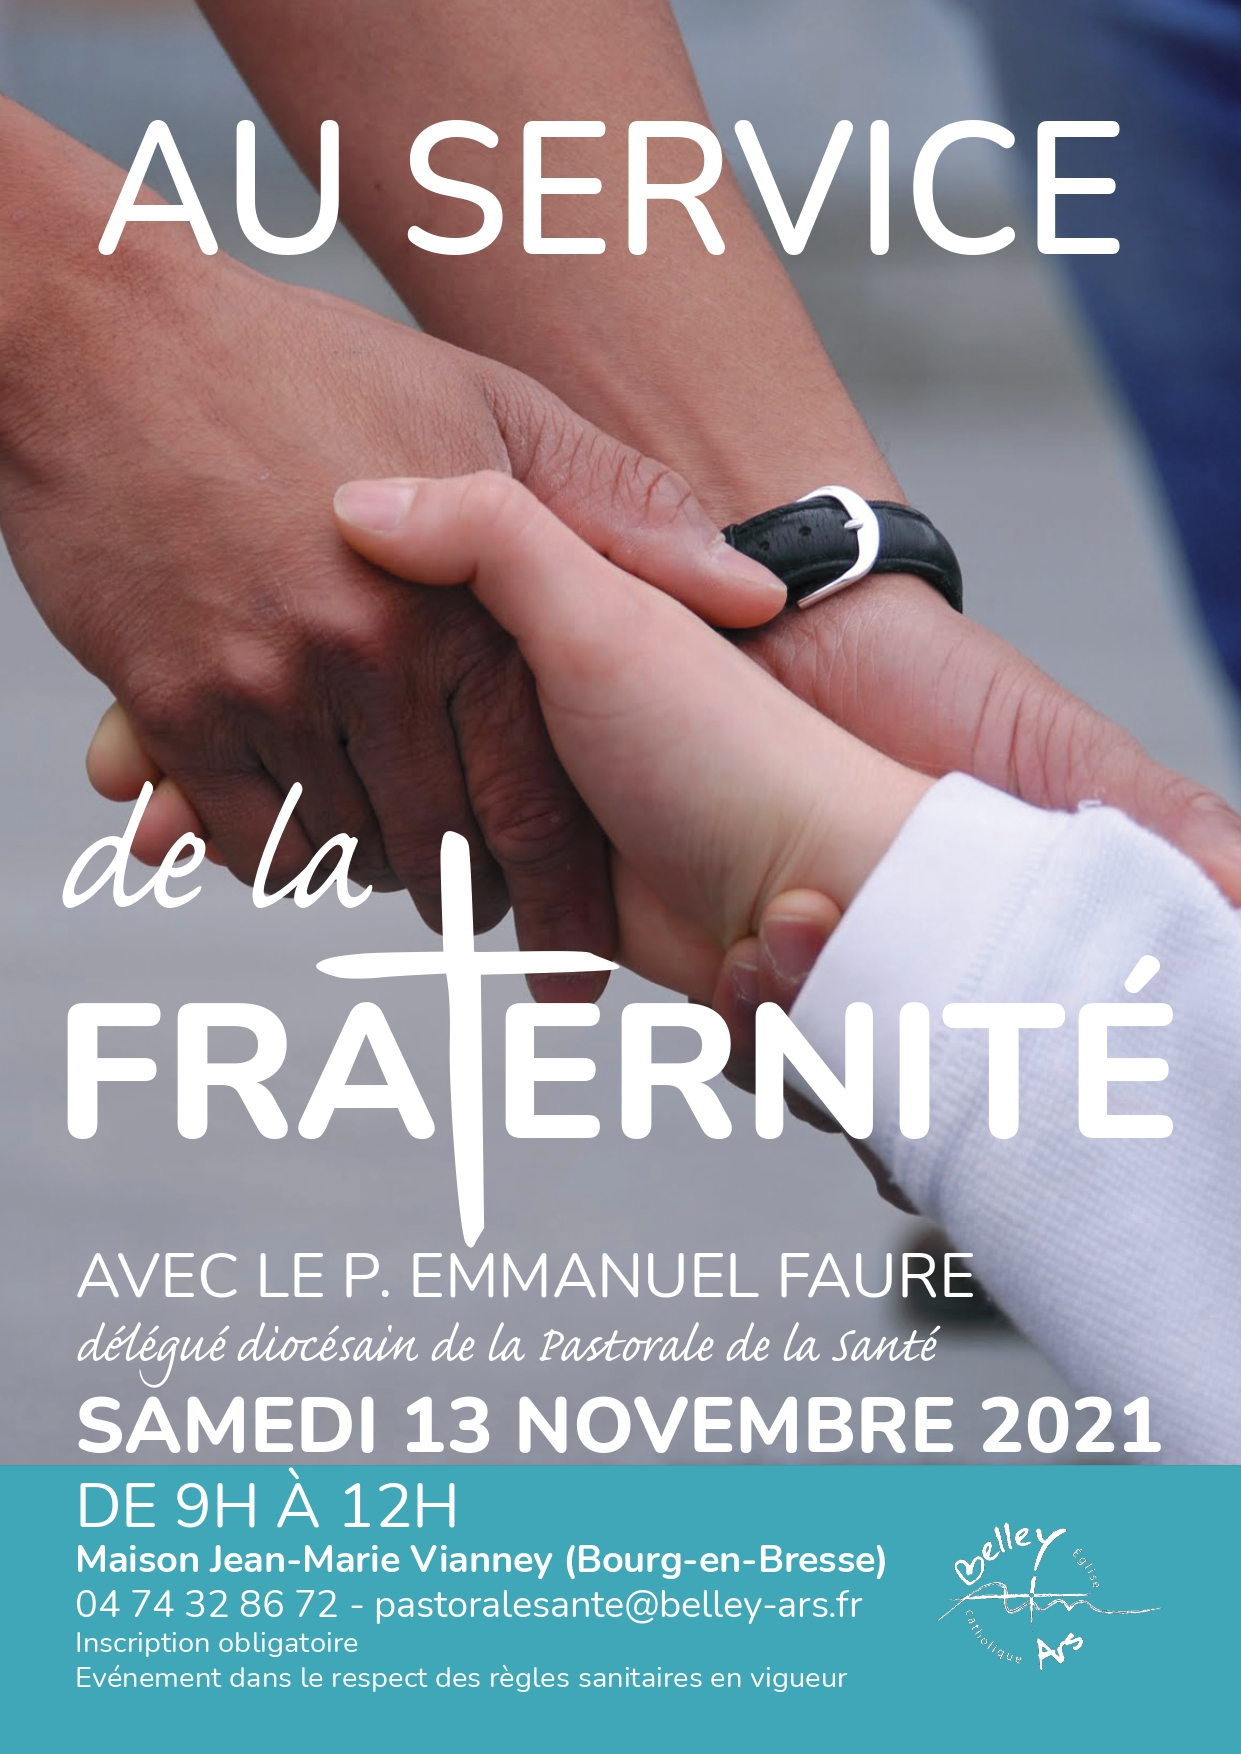 AU SERVICE
de la
FRATERNITÉ
AVEC LE P. EMMANUEL FAURE
délégué diocésain de la Pastorale de la Santé
SAMEDI 13 NOVEMBRE 2021
DE 9H À 12H
Maison Jean-Marie Vianney (Bourg-en-Bresse)
04 74 32 86 72 - pastoralesante@belley-ars.fr
Inscription obligatoire
Evénement dans le respect des règles sanitaires en vigueur
Belley
Église
catholique
Ars